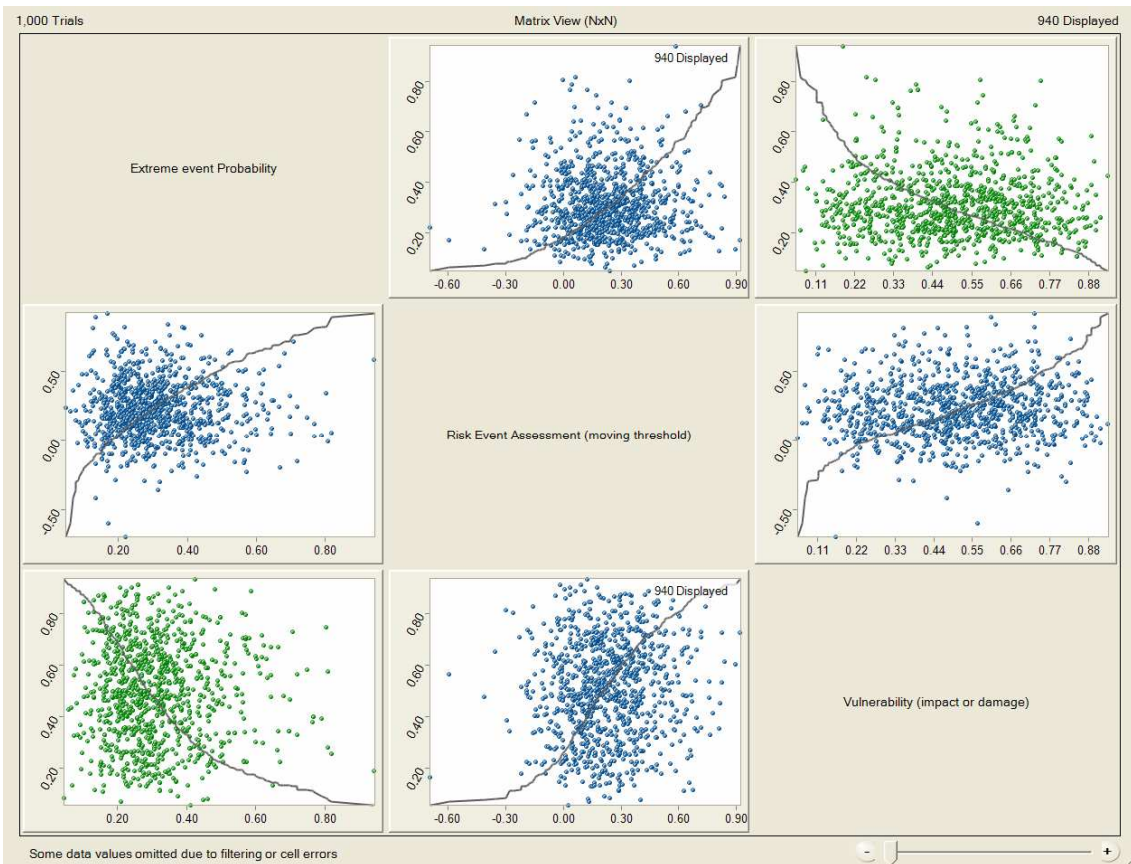 1,000 Trials Matrix View (NxN) 940 Displayed
Extreme event Probability
940 Displayed
0.80
0.60
0.40
0.20
-0.60 -0.30 0.00 0.30 0.60 0.90
0.80
0.60
0.40
0.20
0.11 0.22 0.33 0.44 0.55 0.66 0.77 0.88
0.50
0.00
-0.50
0.20 0.40 0.60 0.80
Risk Event Assessment (moving threshold)
0.50
0.00
-0.50
0.11 0.22 0.33 0.44 0.55 0.66 0.77 0.88
0.80
0.60
0.40
0.20
0.20 0.40 0.60 0.80
940 Displayed
0.80
0.60
0.40
0.20
-0.60 -0.30 0.00 0.30 0.60 0.90
Vulnerability (impact or damage)
Some data values omitted due to filtering or cell errors
- +